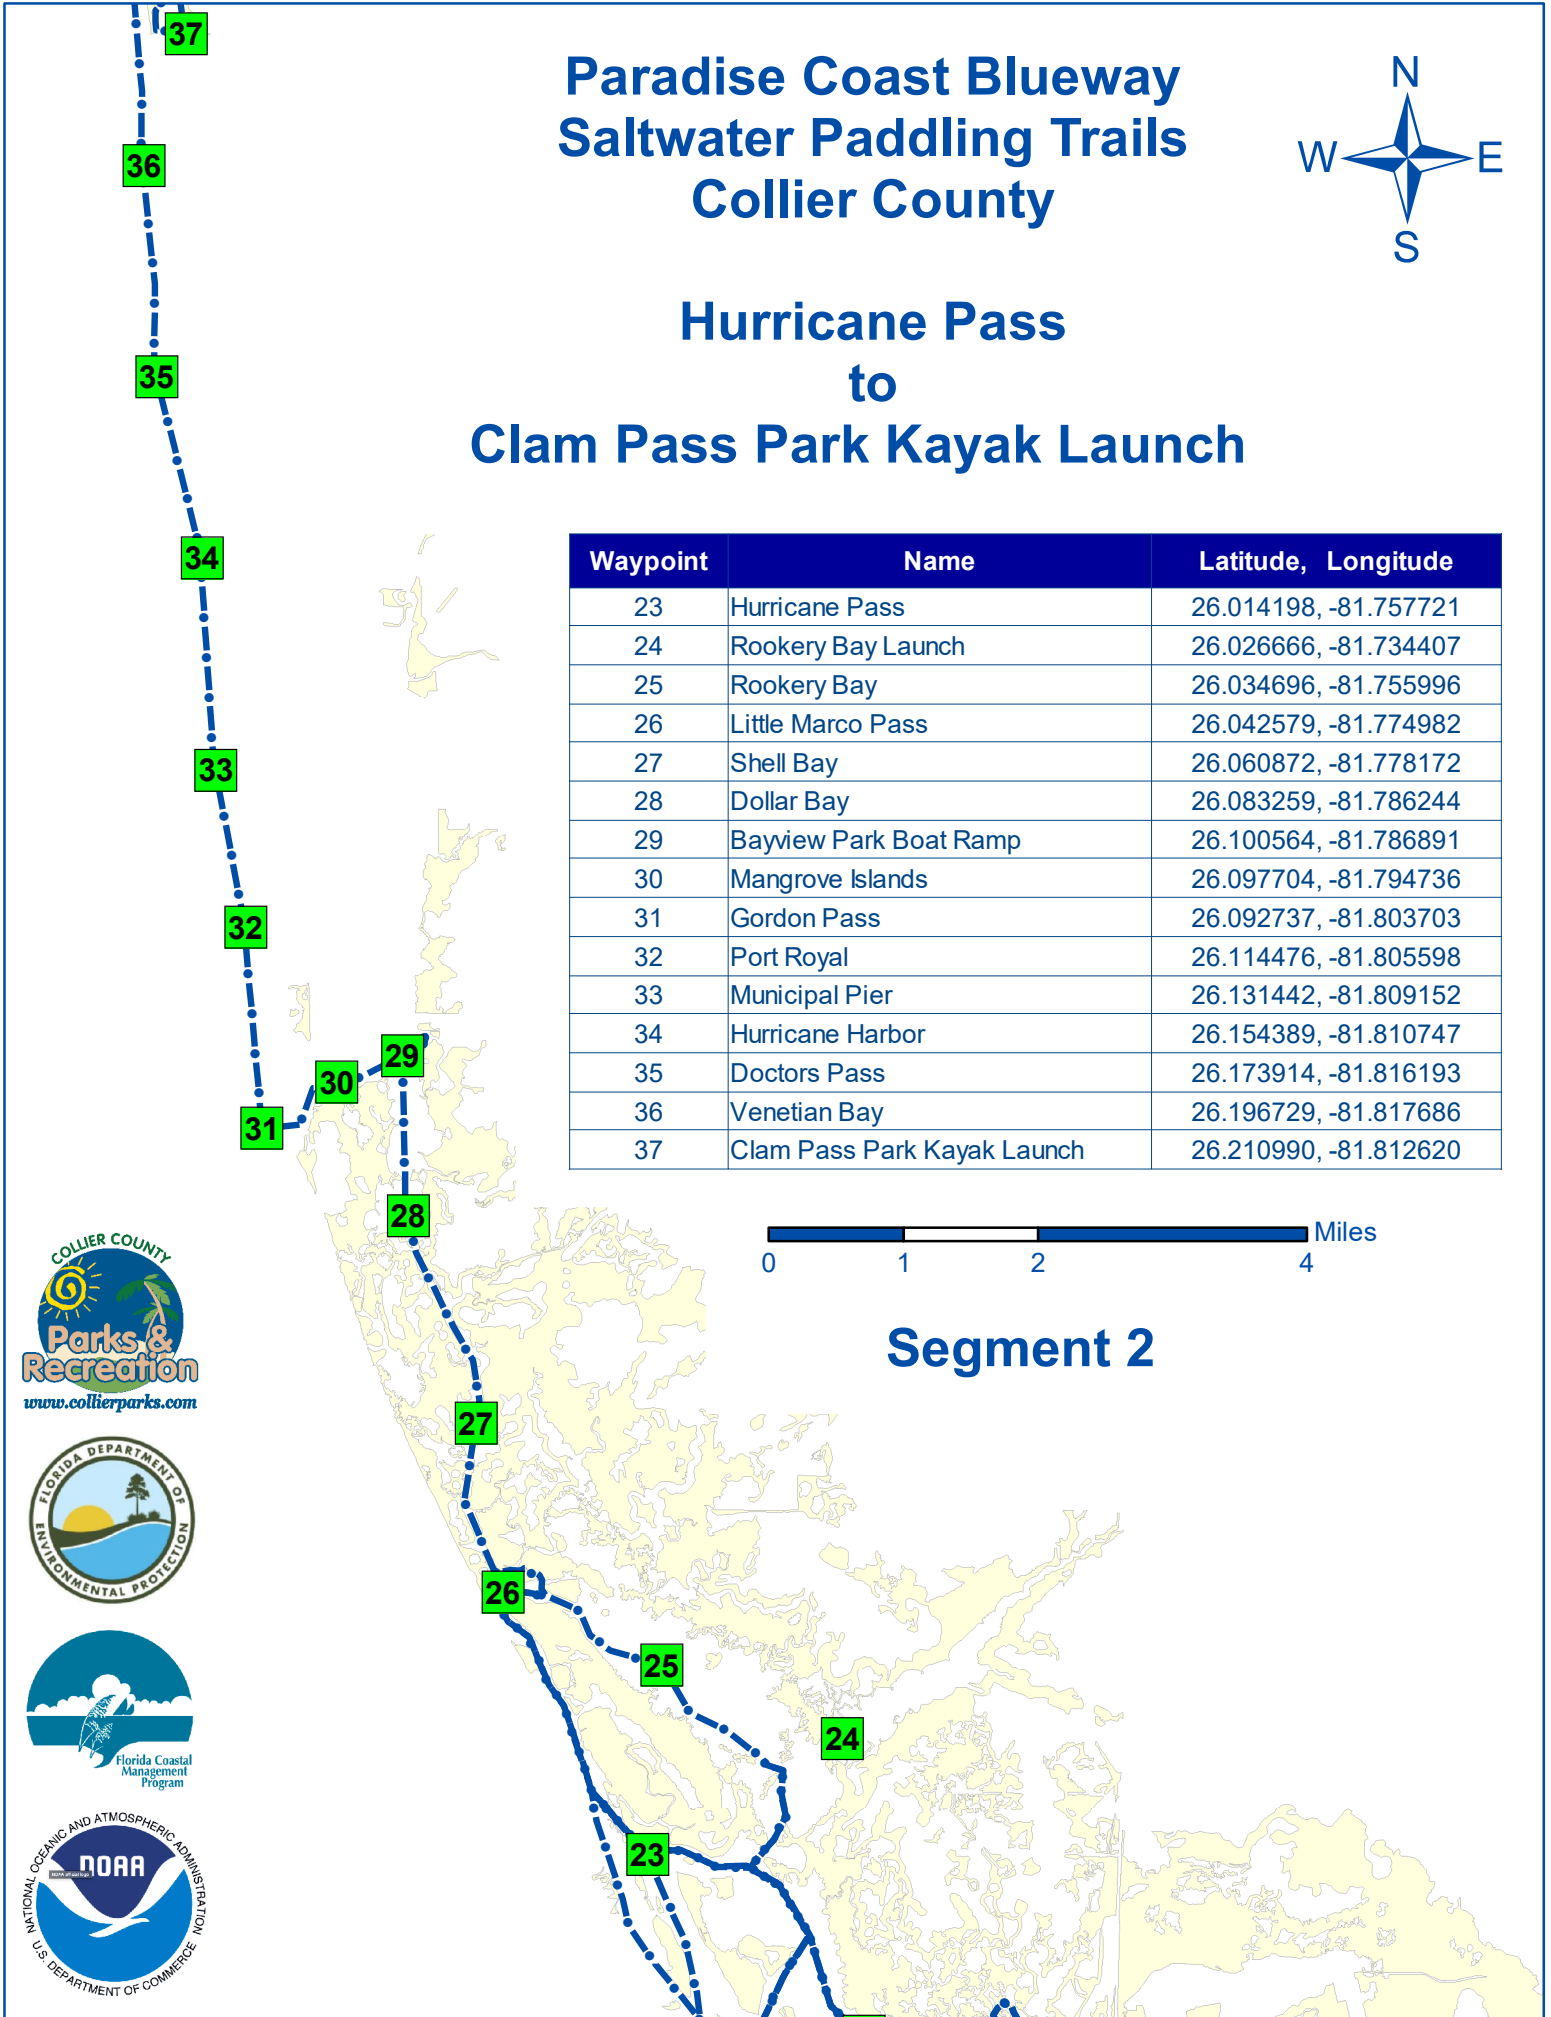 Paradise Coast Blueway
Saltwater Paddling Trails
Collier County
N
W E
S
Hurricane Pass
to
Clam Pass Park Kayak Launch
Waypoint Name Latitude, Longitude
23 Hurricane Pass 26.014198, -81.757721
24 Rookery Bay Launch 26.026666, -81.734407
25 Rookery Bay 26.034696, -81.755996
26 Little Marco Pass 26.042579, -81.774982
27 Shell Bay 26.060872, -81.778172
28 Dollar Bay 26.083259, -81.786244
29 Bayview Park Boat Ramp 26.100564, -81.786891
30 Mangrove Islands 26.097704, -81.794736
31 Gordon Pass 26.092737, -81.803703
32 Port Royal 26.114476, -81.805598
33 Municipal Pier 26.131442, -81.809152
34 Hurricane Harbor 26.154389, -81.810747
35 Doctors Pass 26.173914, -81.816193
36 Venetian Bay 26.196729, -81.817686
37 Clam Pass Park Kayak Launch 26.210990, -81.812620
Miles
0 1 2 4
Segment 2
37
36
35
34
33
32
31
30
29
28
27
26
25
24
23
COLLIER COUNTY
Parks &
Recreation
www.collierparks.com
FLORIDA DEPARTMENT OF
ENVIRONMENTAL PROTECTION
Florida Coastal
Management
Program
NATIONAL OCEANIC AND ATMOSPHERIC ADMINISTRATION
NOAA
U.S. DEPARTMENT OF COMMERCE